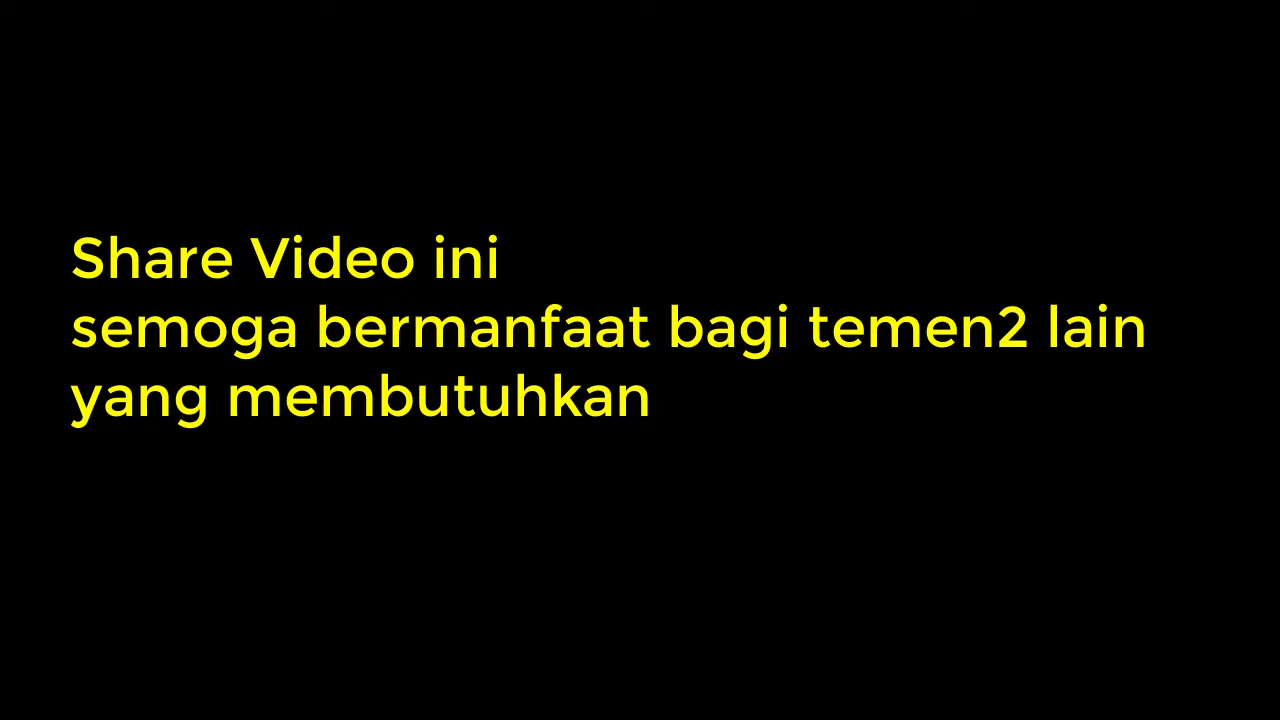 Share Video ini
semoga bermanfaat bagi temen2 lain
yang membutuhkan